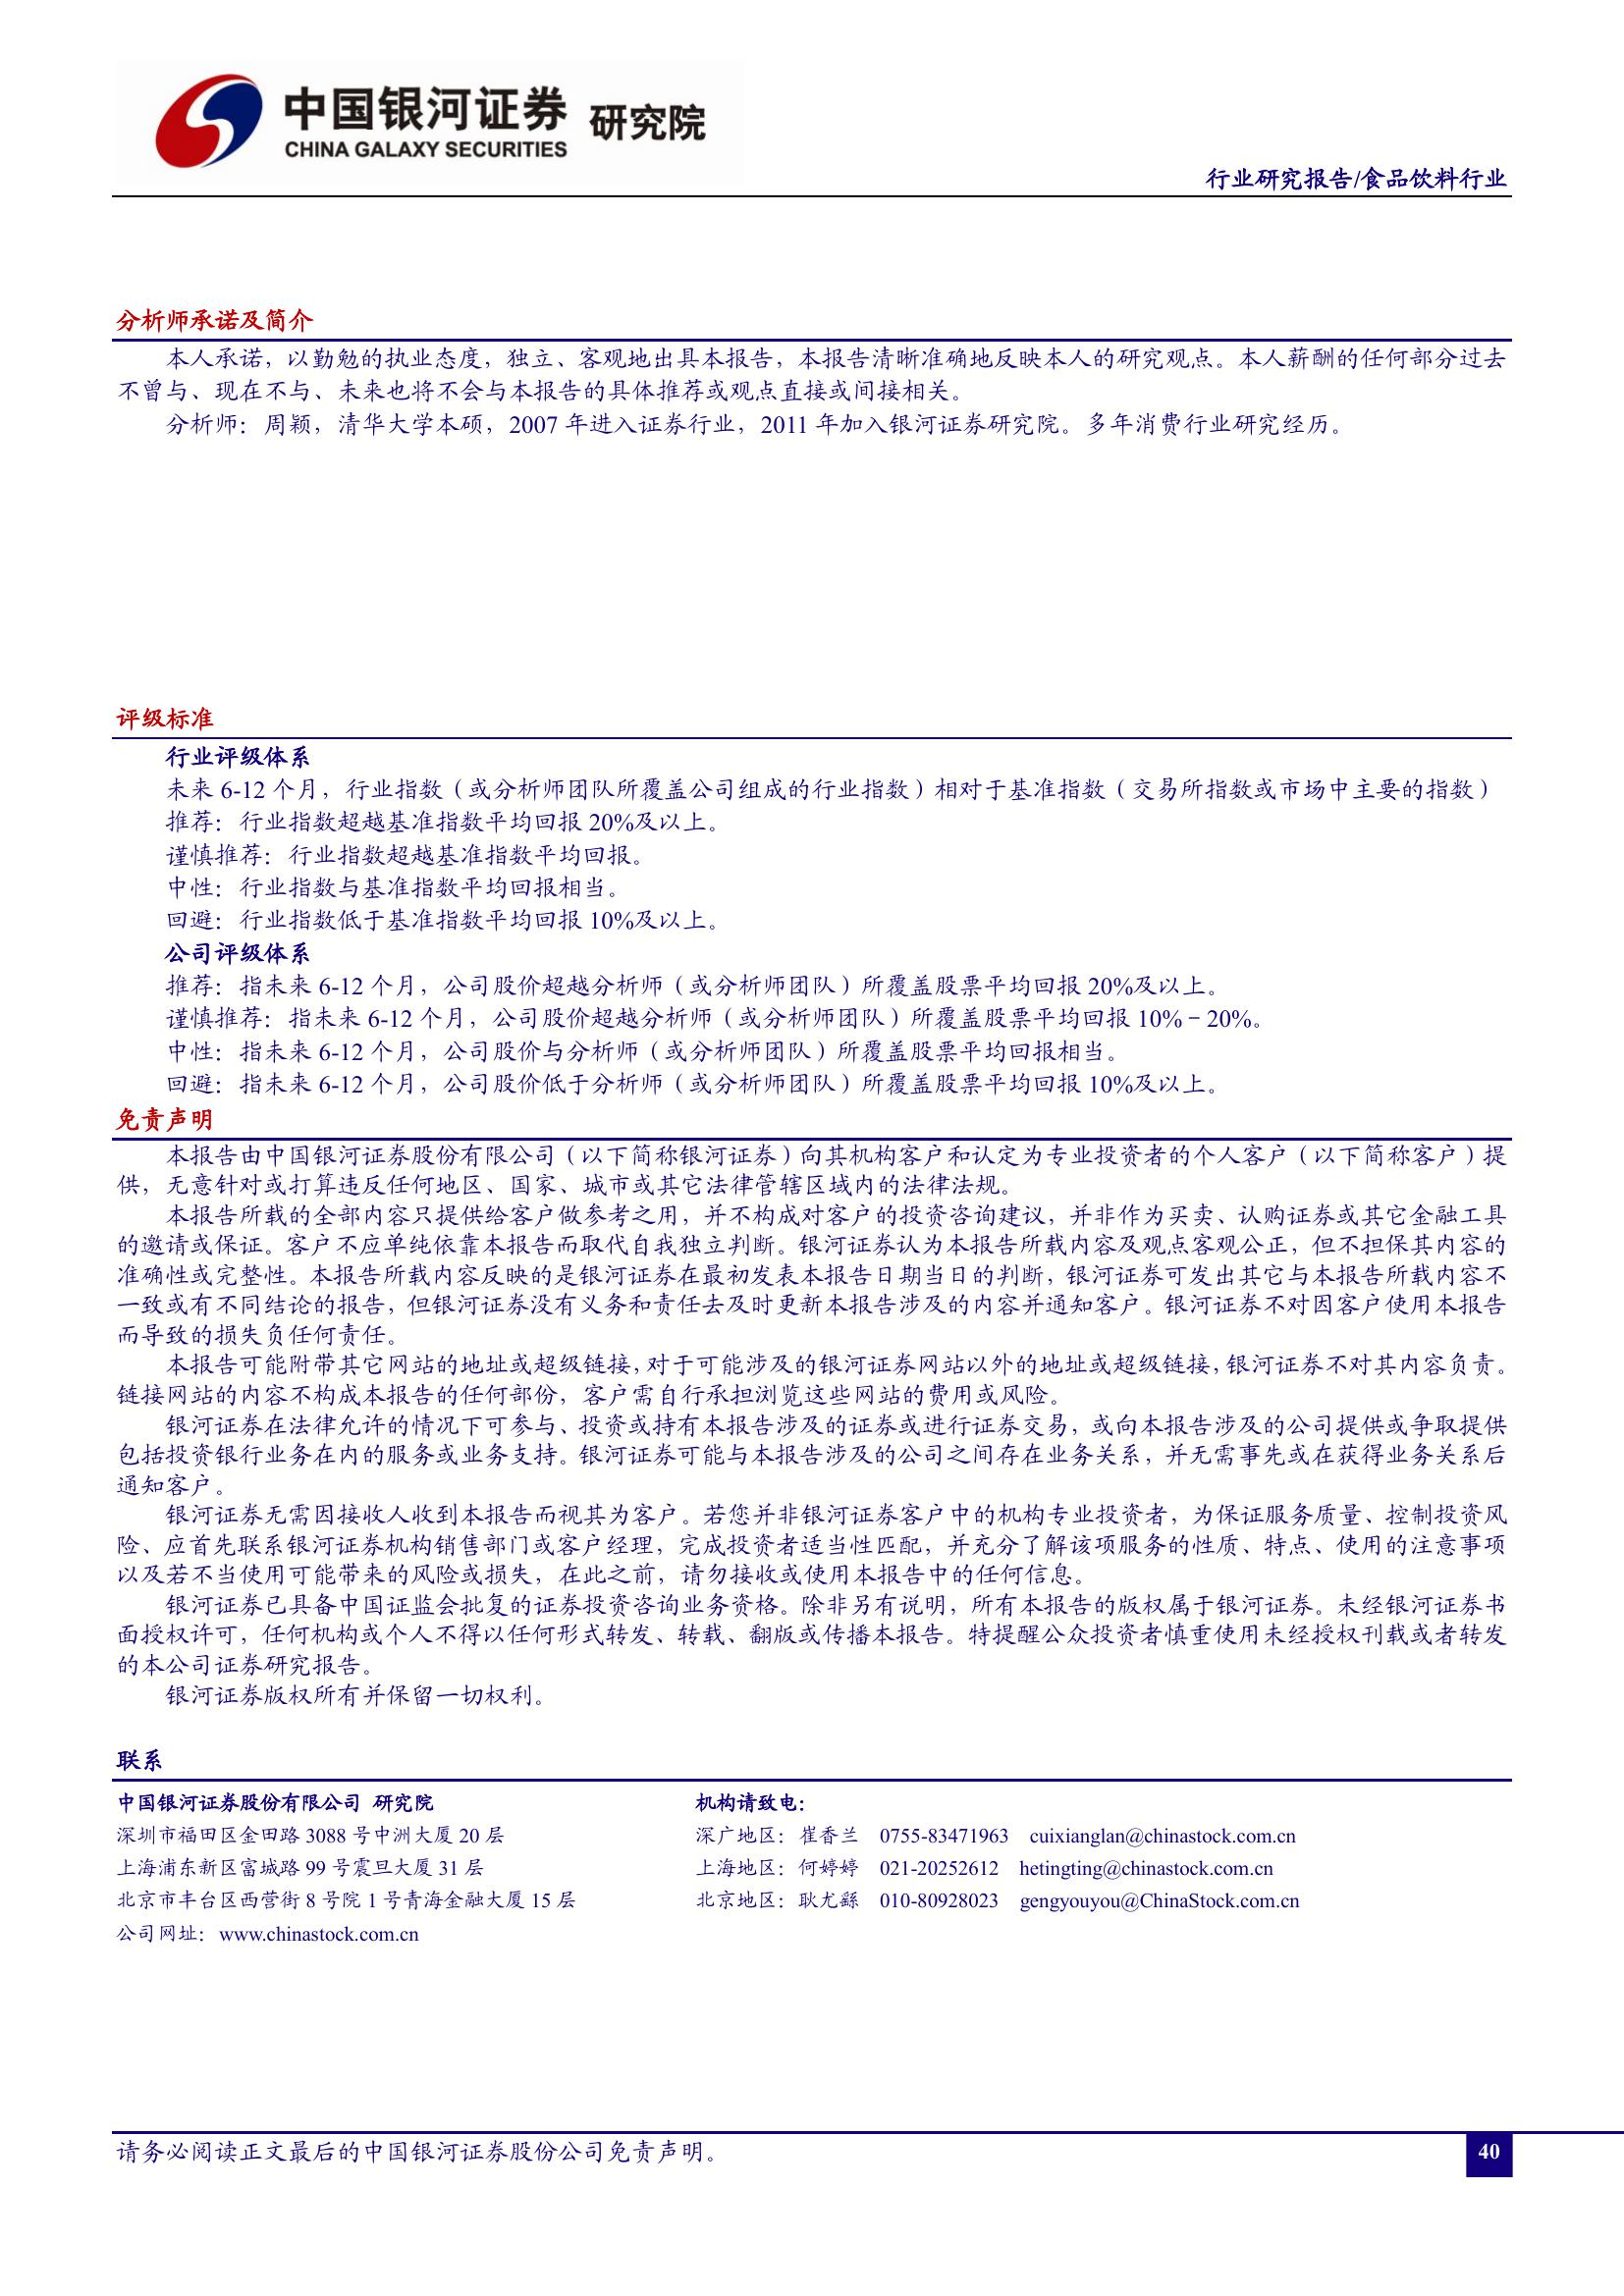 中国银河证券 研究院
CHINA GALAXY SECURITIES
行业研究报告/食品饮料行业
分析师承诺及简介
本人承诺，以勤勉的执业态度，独立、客观地出具本报告，本报告清晰准确地反映本人的研究观点。本人薪酬的任何部分过去
不曾与、现在不与、未来也将不会与本报告的具体推荐或观点直接或间接相关。
分析师：周颖，清华大学本硕，2007 年进入证券行业，2011 年加入银河证券研究院。多年消费行业研究经历。
评级标准
行业评级体系
未来 6-12 个月，行业指数（或分析师团队所覆盖公司组成的行业指数）相对于基准指数（交易所指数或市场中主要的指数）
推荐：行业指数超越基准指数平均回报 20%及以上。
谨慎推荐：行业指数超越基准指数平均回报。
中性：行业指数与基准指数平均回报相当。
回避：行业指数低于基准指数平均回报 10%及以上。
公司评级体系
推荐：指未来 6-12 个月，公司股价超越分析师（或分析师团队）所覆盖股票平均回报 20%及以上。
谨慎推荐：指未来 6-12 个月，公司股价超越分析师（或分析师团队）所覆盖股票平均回报 10%－20%。
中性：指未来 6-12 个月，公司股价与分析师（或分析师团队）所覆盖股票平均回报相当。
回避：指未来 6-12 个月，公司股价低于分析师（或分析师团队）所覆盖股票平均回报 10%及以上。
免责声明
本报告由中国银河证券股份有限公司（以下简称银河证券）向其机构客户和认定为专业投资者的个人客户（以下简称客户）提
供，无意针对或打算违反任何地区、国家、城市或其它法律管辖区域内的法律法规。
本报告所载的全部内容只提供给客户做参考之用，并不构成对客户的投资咨询建议，并非作为买卖、认购证券或其它金融工具
的邀请或保证。客户不应单纯依靠本报告而取代自我独立判断。银河证券认为本报告所载内容及观点客观公正，但不担保其内容的
准确性或完整性。本报告所载内容反映的是银河证券在最初发表本报告日期当日的判断，银河证券可发出其它与本报告所载内容不
一致或有不同结论的报告，但银河证券没有义务和责任去及时更新本报告涉及的内容并通知客户。银河证券不对因客户使用本报告
而导致的损失负任何责任。
本报告可能附带其它网站的地址或超级链接，对于可能涉及的银河证券网站以外的地址或超级链接，银河证券不对其内容负责。
链接网站的内容不构成本报告的任何部份，客户需自行承担浏览这些网站的费用或风险。
银河证券在法律允许的情况下可参与、投资或持有本报告涉及的证券或进行证券交易，或向本报告涉及的公司提供或争取提供
包括投资银行业务在内的服务或业务支持。银河证券可能与本报告涉及的公司之间存在业务关系，并无需事先或在获得业务关系后
通知客户。
银河证券无需因接收人收到本报告而视其为客户。若您并非银河证券客户中的机构专业投资者，为保证服务质量、控制投资风
险、应首先联系银河证券机构销售部门或客户经理，完成投资者适当性匹配，并充分了解该项服务的性质、特点、使用的注意事项
以及若不当使用可能带来的风险或损失，在此之前，请勿接收或使用本报告中的任何信息。
银河证券已具备中国证监会批复的证券投资咨询业务资格。除非另有说明，所有本报告的版权属于银河证券。未经银河证券书
面授权许可，任何机构或个人不得以任何形式转发、转载、翻版或传播本报告。特提醒公众投资者慎重使用未经授权刊载或者转发
的本公司证券研究报告。
银河证券版权所有并保留一切权利。
联系
中国银河证券股份有限公司 研究院
深圳市福田区金田路 3088 号中洲大厦 20 层
上海浦东新区富城路 99 号震旦大厦 31 层
北京市丰台区西营街 8 号院 1 号青海金融大厦 15 层
公司网址：www.chinastock.com.cn
机构请致电：
深广地区：崔香兰 0755-83471963 cuixianglan@chinastock.com.cn
上海地区：何婷婷 021-20252612 hetingting@chinastock.com.cn
北京地区：耿尤繇 010-80928023 gengyouyou@ChinaStock.com.cn
请务必阅读正文最后的中国银河证券股份公司免责声明。
40